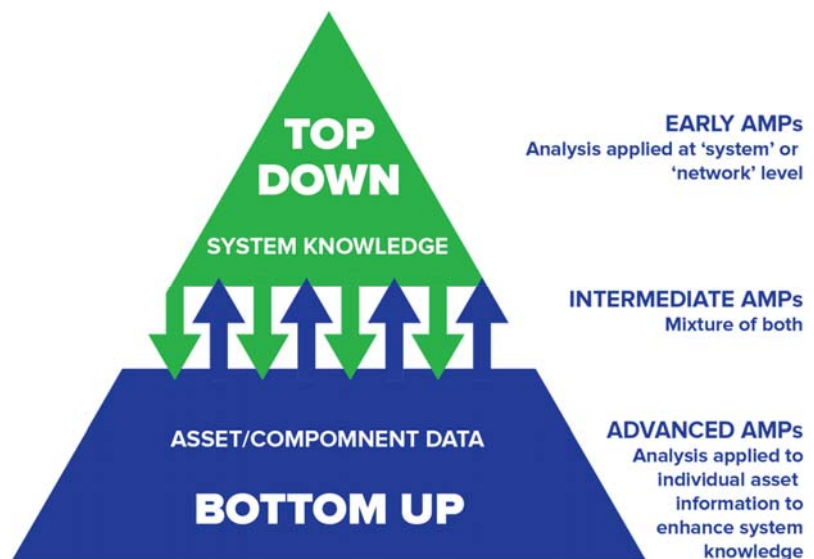 TOP
DOWN
SYSTEM KNOWLEDGE
EARLY AMPs
Analysis applied at ‘system’ or
‘network’ level
INTERMEDIATE AMPs
Mixture of both
ASSET/COMPOMNENT DATA
BOTTOM UP
ADVANCED AMPs
Analysis applied to
individual asset
information to
enhance system
knowledge